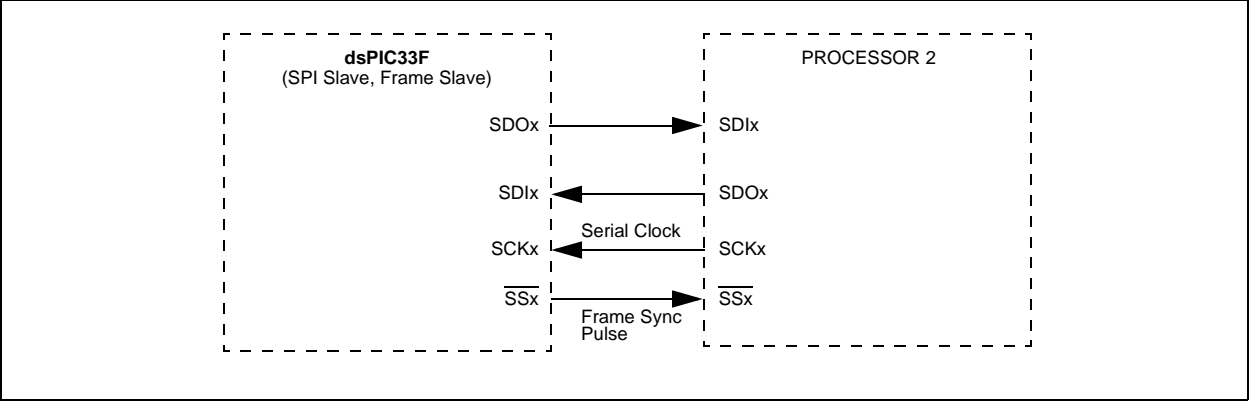 dsPIC33F
(SPI Slave, Frame Slave)
PROCESSOR 2
SDOx
SDIx
SDIx
SDOx
Serial Clock
SCKx
SCKx
SSx
SSx
Frame Sync
Pulse